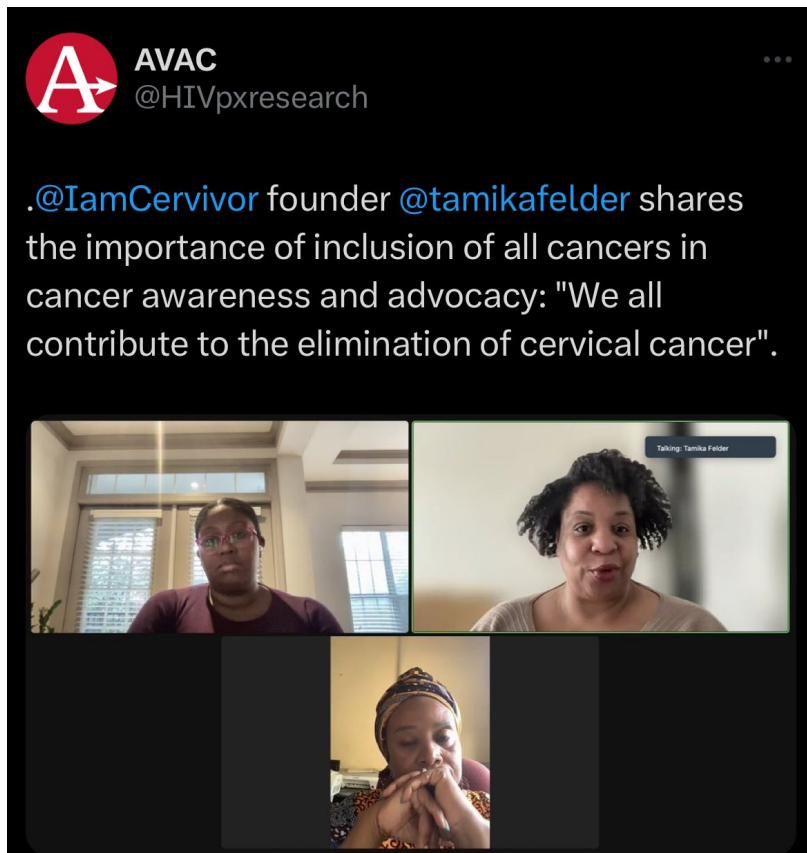 AVAC
@HIVpxresearch
.@IamCervivor founder @tamikafelder shares
the importance of inclusion of all cancers in
cancer awareness and advocacy: "We all
contribute to the elimination of cervical cancer".
Talking: Tamika Felder